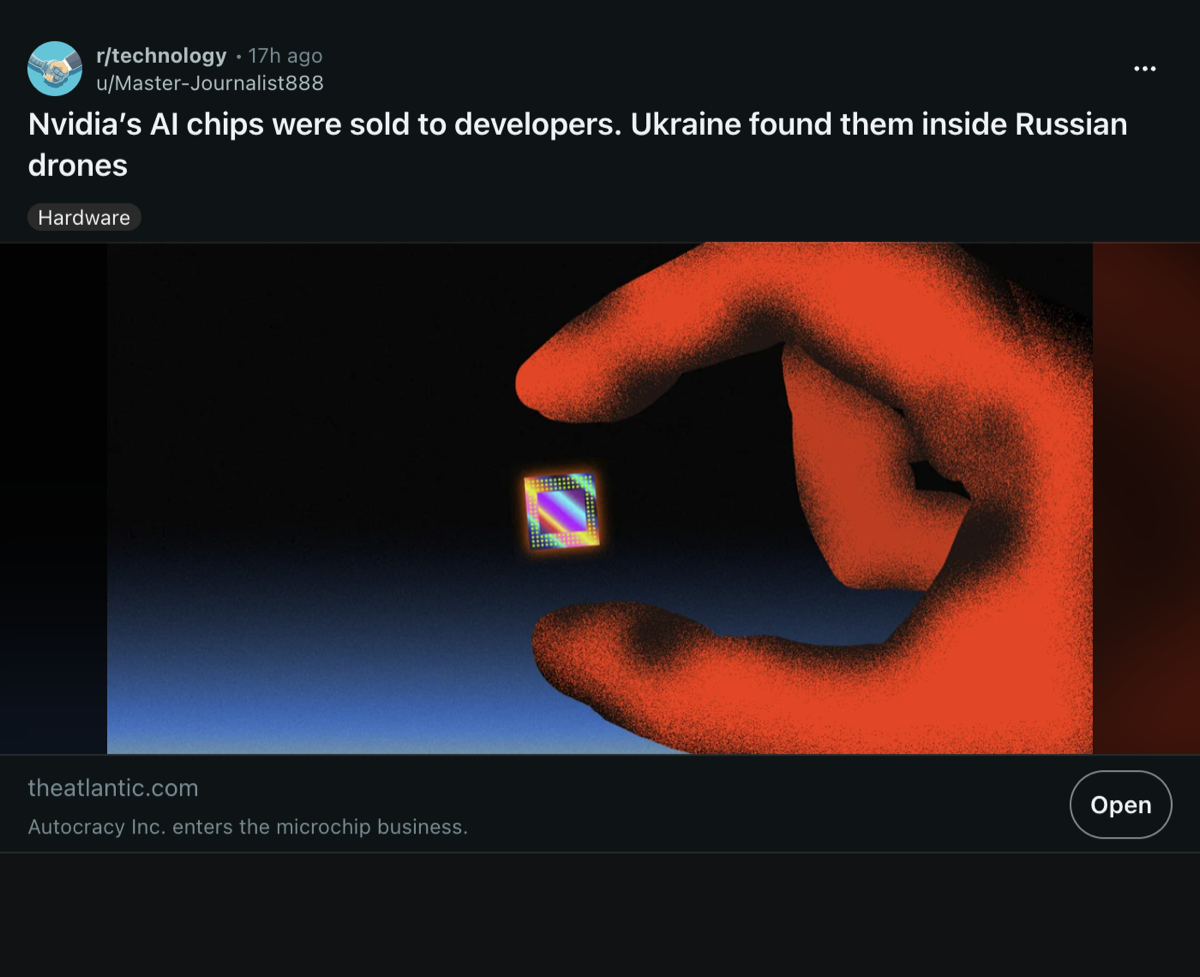 r/technology • 17h ago
u/Master-Journalist888
Nvidia’s AI chips were sold to developers. Ukraine found them inside Russian
drones
Hardware
theatlantic.com
Autocracy Inc. enters the microchip business.
Open